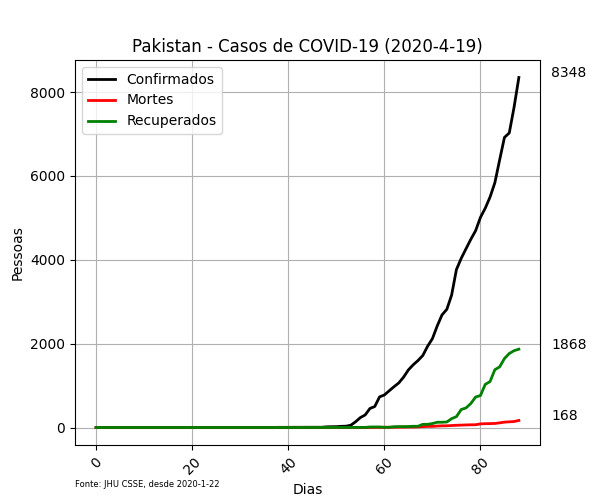 Pakistan - Casos de COVID-19 (2020-4-19)
Confirmados
Mortes
Recuperados
8348
1868
168
8000
6000
4000
2000
0
Pessoas
0
20
40
60
80
Dias
Fonte: JHU CSSE, desde 2020-1-22